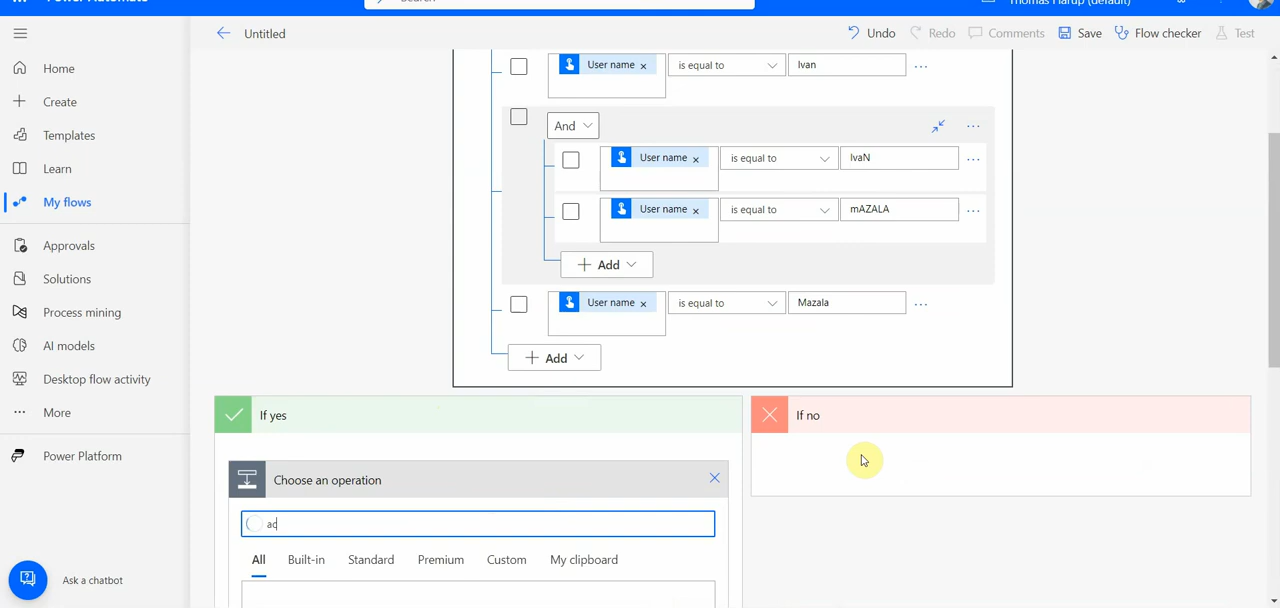 Power Automate
Search
Thomas Flarup (default)
Untitled
Undo
Redo
Comments
Save
Flow checker
Test
Home
Create
Templates
Learn
My flows
Approvals
Solutions
Process mining
AI models
Desktop flow activity
More
Power Platform
Ask a chatbot
User name × is equal to Ivan
And
User name × is equal to IvaN
User name × is equal to mAZALA
+ Add
User name × is equal to Mazala
+ Add
If yes
If no
Choose an operation
ac
All Built-in Standard Premium Custom My clipboard